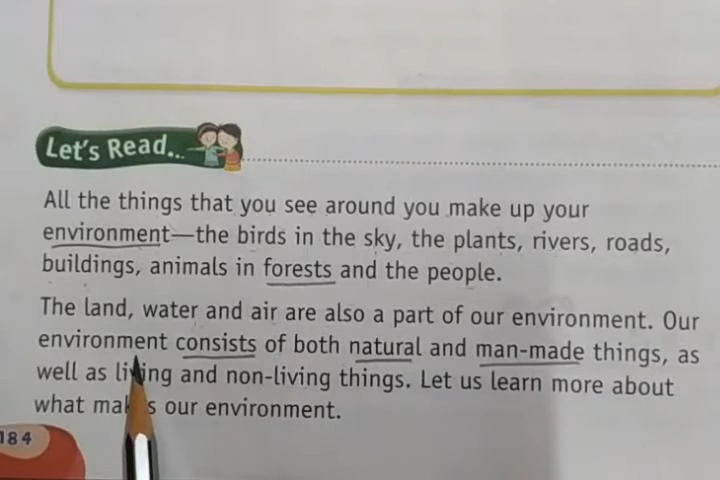 Let's Read...
All the things that you see around you make up your
environment—the birds in the sky, the plants, rivers, roads,
buildings, animals in forests and the people.
The land, water and air are also a part of our environment. Our
environment consists of both natural and man-made things, as
well as living and non-living things. Let us learn more about
what makes our environment.
184